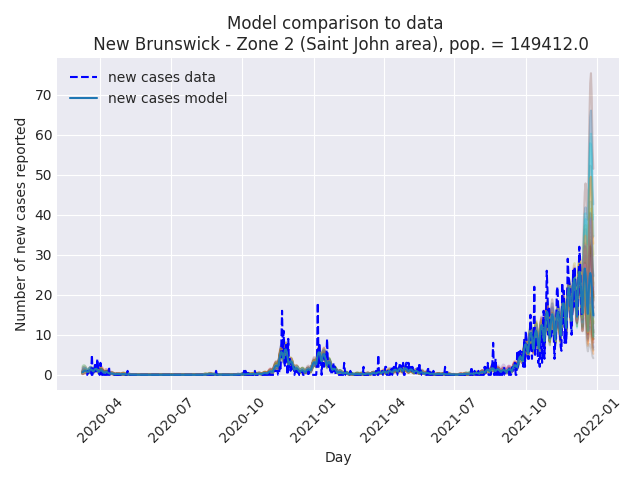 Model comparison to data
New Brunswick - Zone 2 (Saint John area), pop. = 149412.0
new cases data
new cases model
Number of new cases reported
70
60
50
40
30
20
10
0
2020-04
2020-07
2020-10
2021-01
2021-04
2021-07
2021-10
2022-01
Day